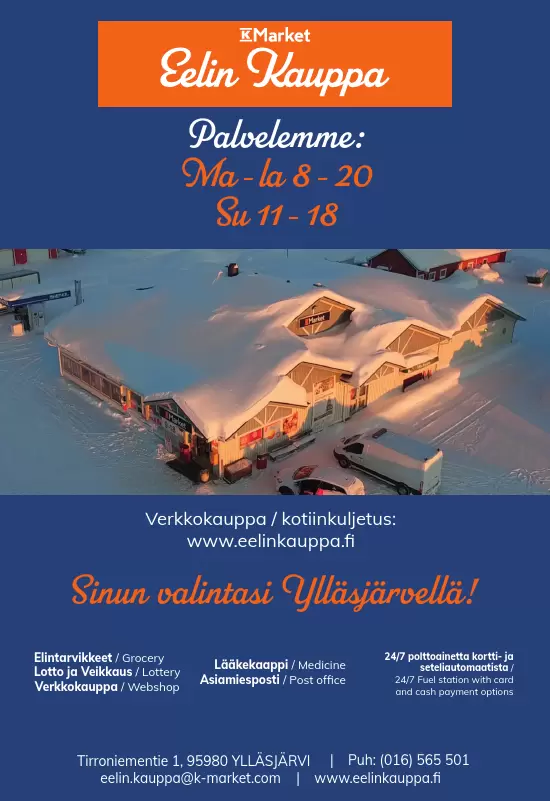 K Market
Eelin Kauppa
Palvelemme:
Ma - la 8 - 20
Su 11 - 18
Market
Market
Verkkokauppa / kotiinkuljetus:
www.eelinkauppa.fi
Sinun valintasi Ylläsjärvellä!
Elintarvikkeet / Grocery
Lotto ja Veikkaus / Lottery
Verkkokauppa / Webshop
Lääkekaappi / Medicine
Asiamiesposti / Post office
24/7 polttoainetta kortti- ja
seteliautomaatista /
24/7 Fuel station with card
and cash payment options
Tirroniementie 1, 95980 YLLÄSJÄRVI | Puh: (016) 565 501
eelin.kauppa@k-market.com | www.eelinkauppa.fi